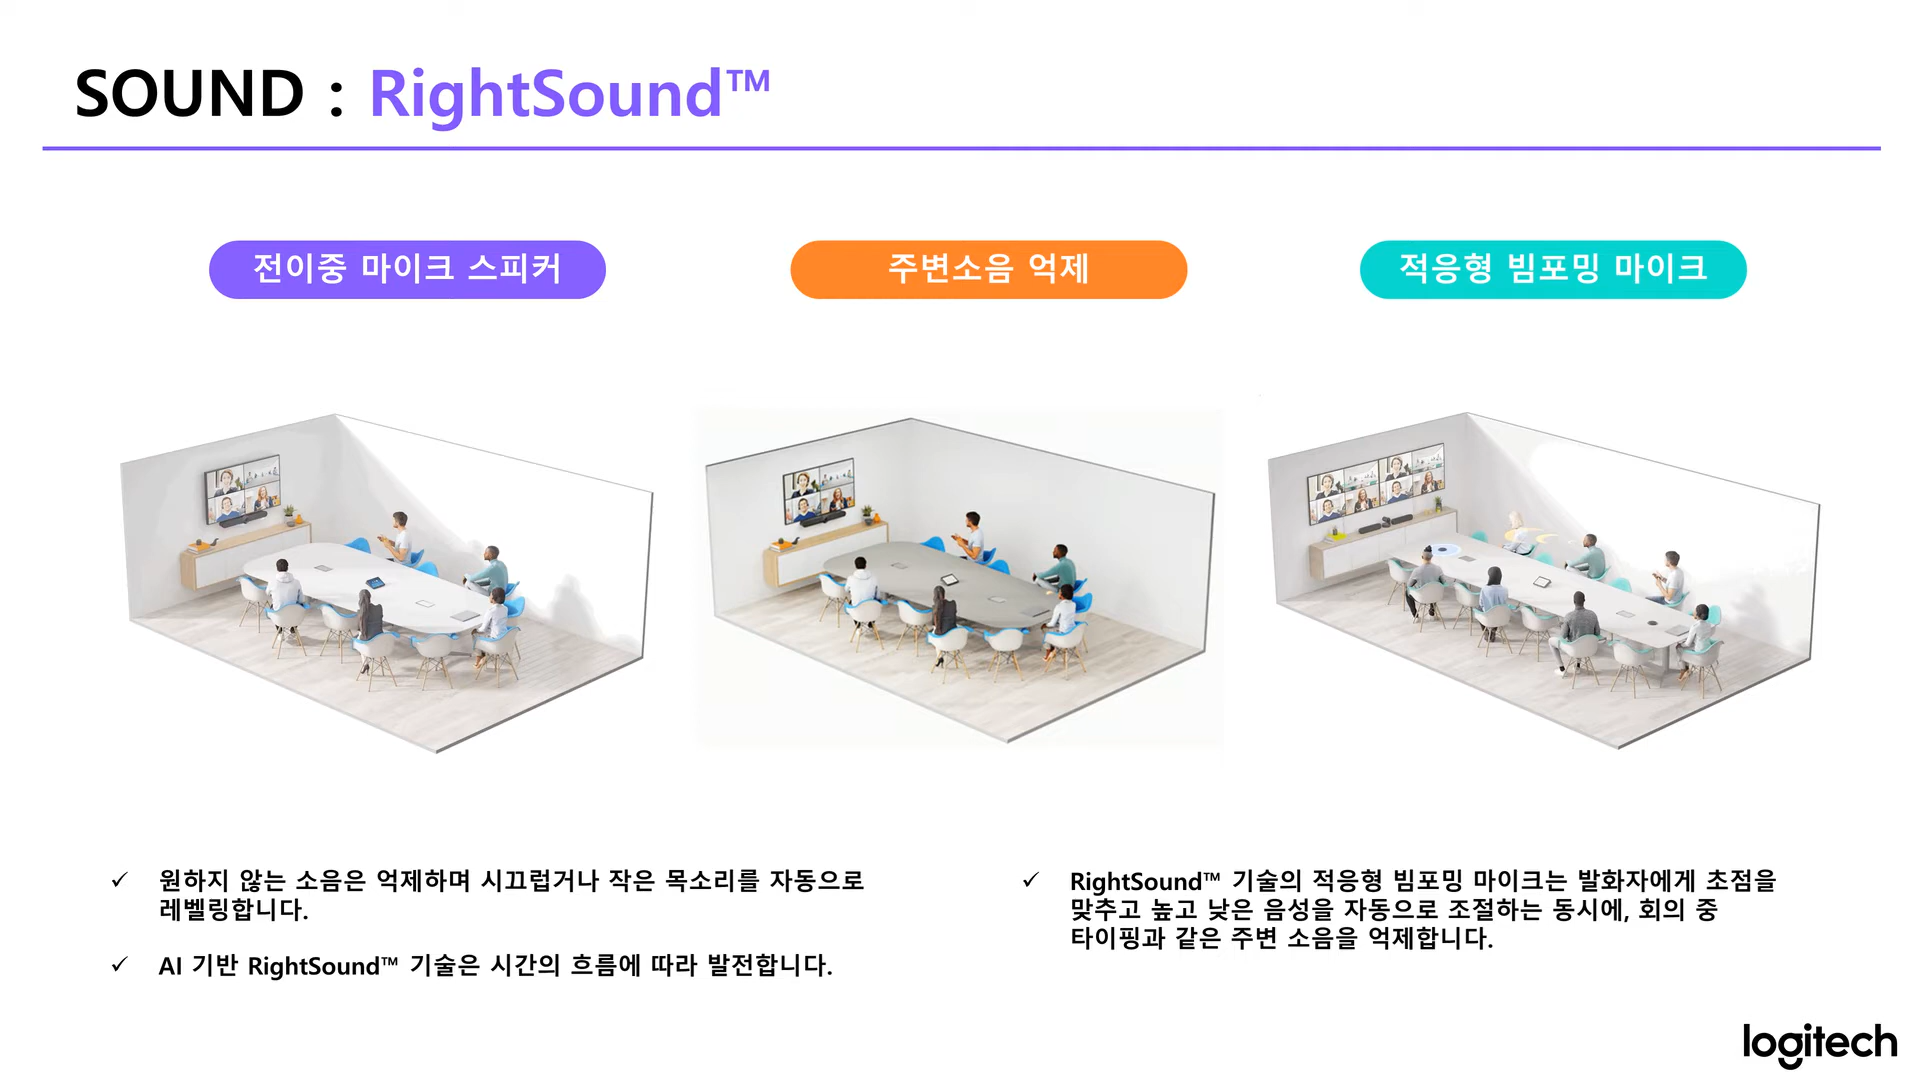 SOUND : RightSound™
전이중 마이크 스피커
주변소음 억제
적응형 빔포밍 마이크
✓ 원하지 않는 소음은 억제하며 시끄럽거나 작은 목소리를 자동으로
레벨링합니다.
✓ AI 기반 RightSound™ 기술은 시간의 흐름에 따라 발전합니다.
✓ RightSound™ 기술의 적응형 빔포밍 마이크는 발화자에게 초점을
맞추고 높고 낮은 음성을 자동으로 조절하는 동시에, 회의 중
타이핑과 같은 주변 소음을 억제합니다.
logitech